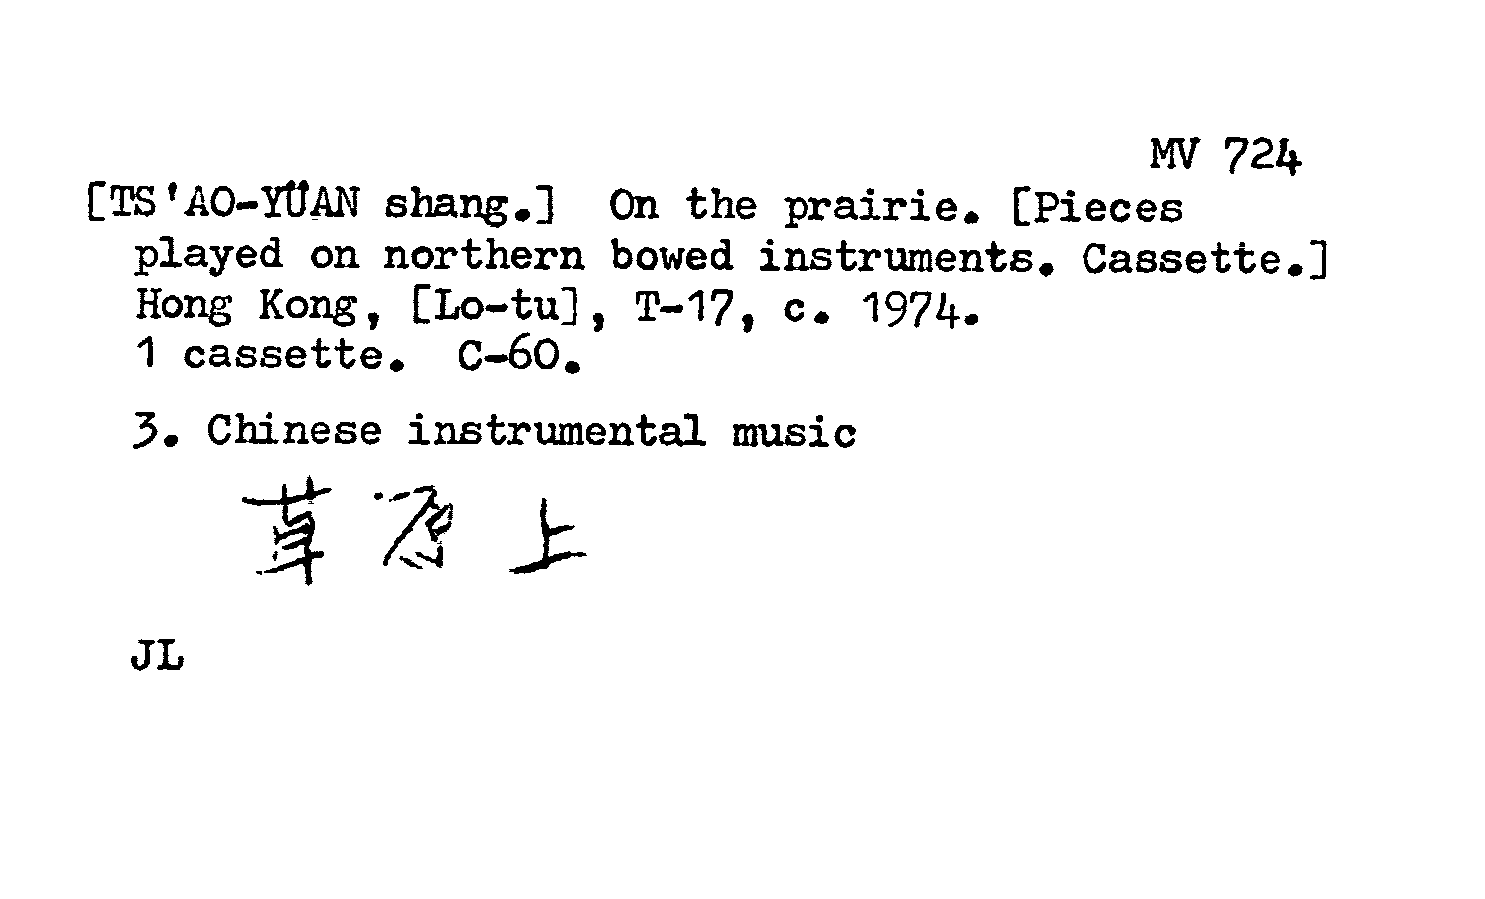 MV 724
[TS'AO-YÜAN shang.] On the prairie. [Pieces
played on northern bowed instruments. Cassette.]
Hong Kong, [Lo-tu], T-17, c. 1974.
1 cassette. C-60.
3. Chinese instrumental music
草原上
JL